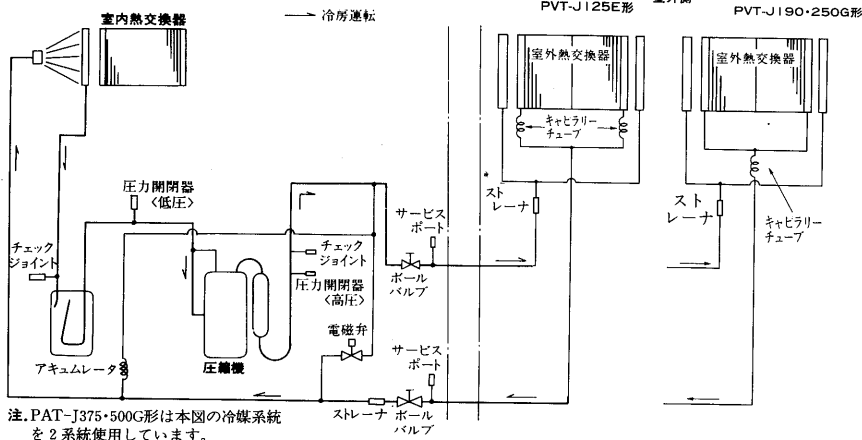 → 冷房運転
室内熱交換器
PVT-J125E形
PVT-J190・250G形
室外熱交換器
室外熱交換器
キャピラリー
チューブ
圧力開閉器
〈低圧〉
チェック
ジョイント
アキュムレータ
圧縮機
チェック
ジョイント
圧力開閉器
〈高圧〉
電磁弁
サービス
ポート
ボール
バルブ
サービス
ポート
ストレーナ
ボール
バルブ
スト
レーナ
スト
レーナ
キャピラリー
チューブ
注.PAT-J375・500G形は本図の冷媒系統
を2系統使用しています。